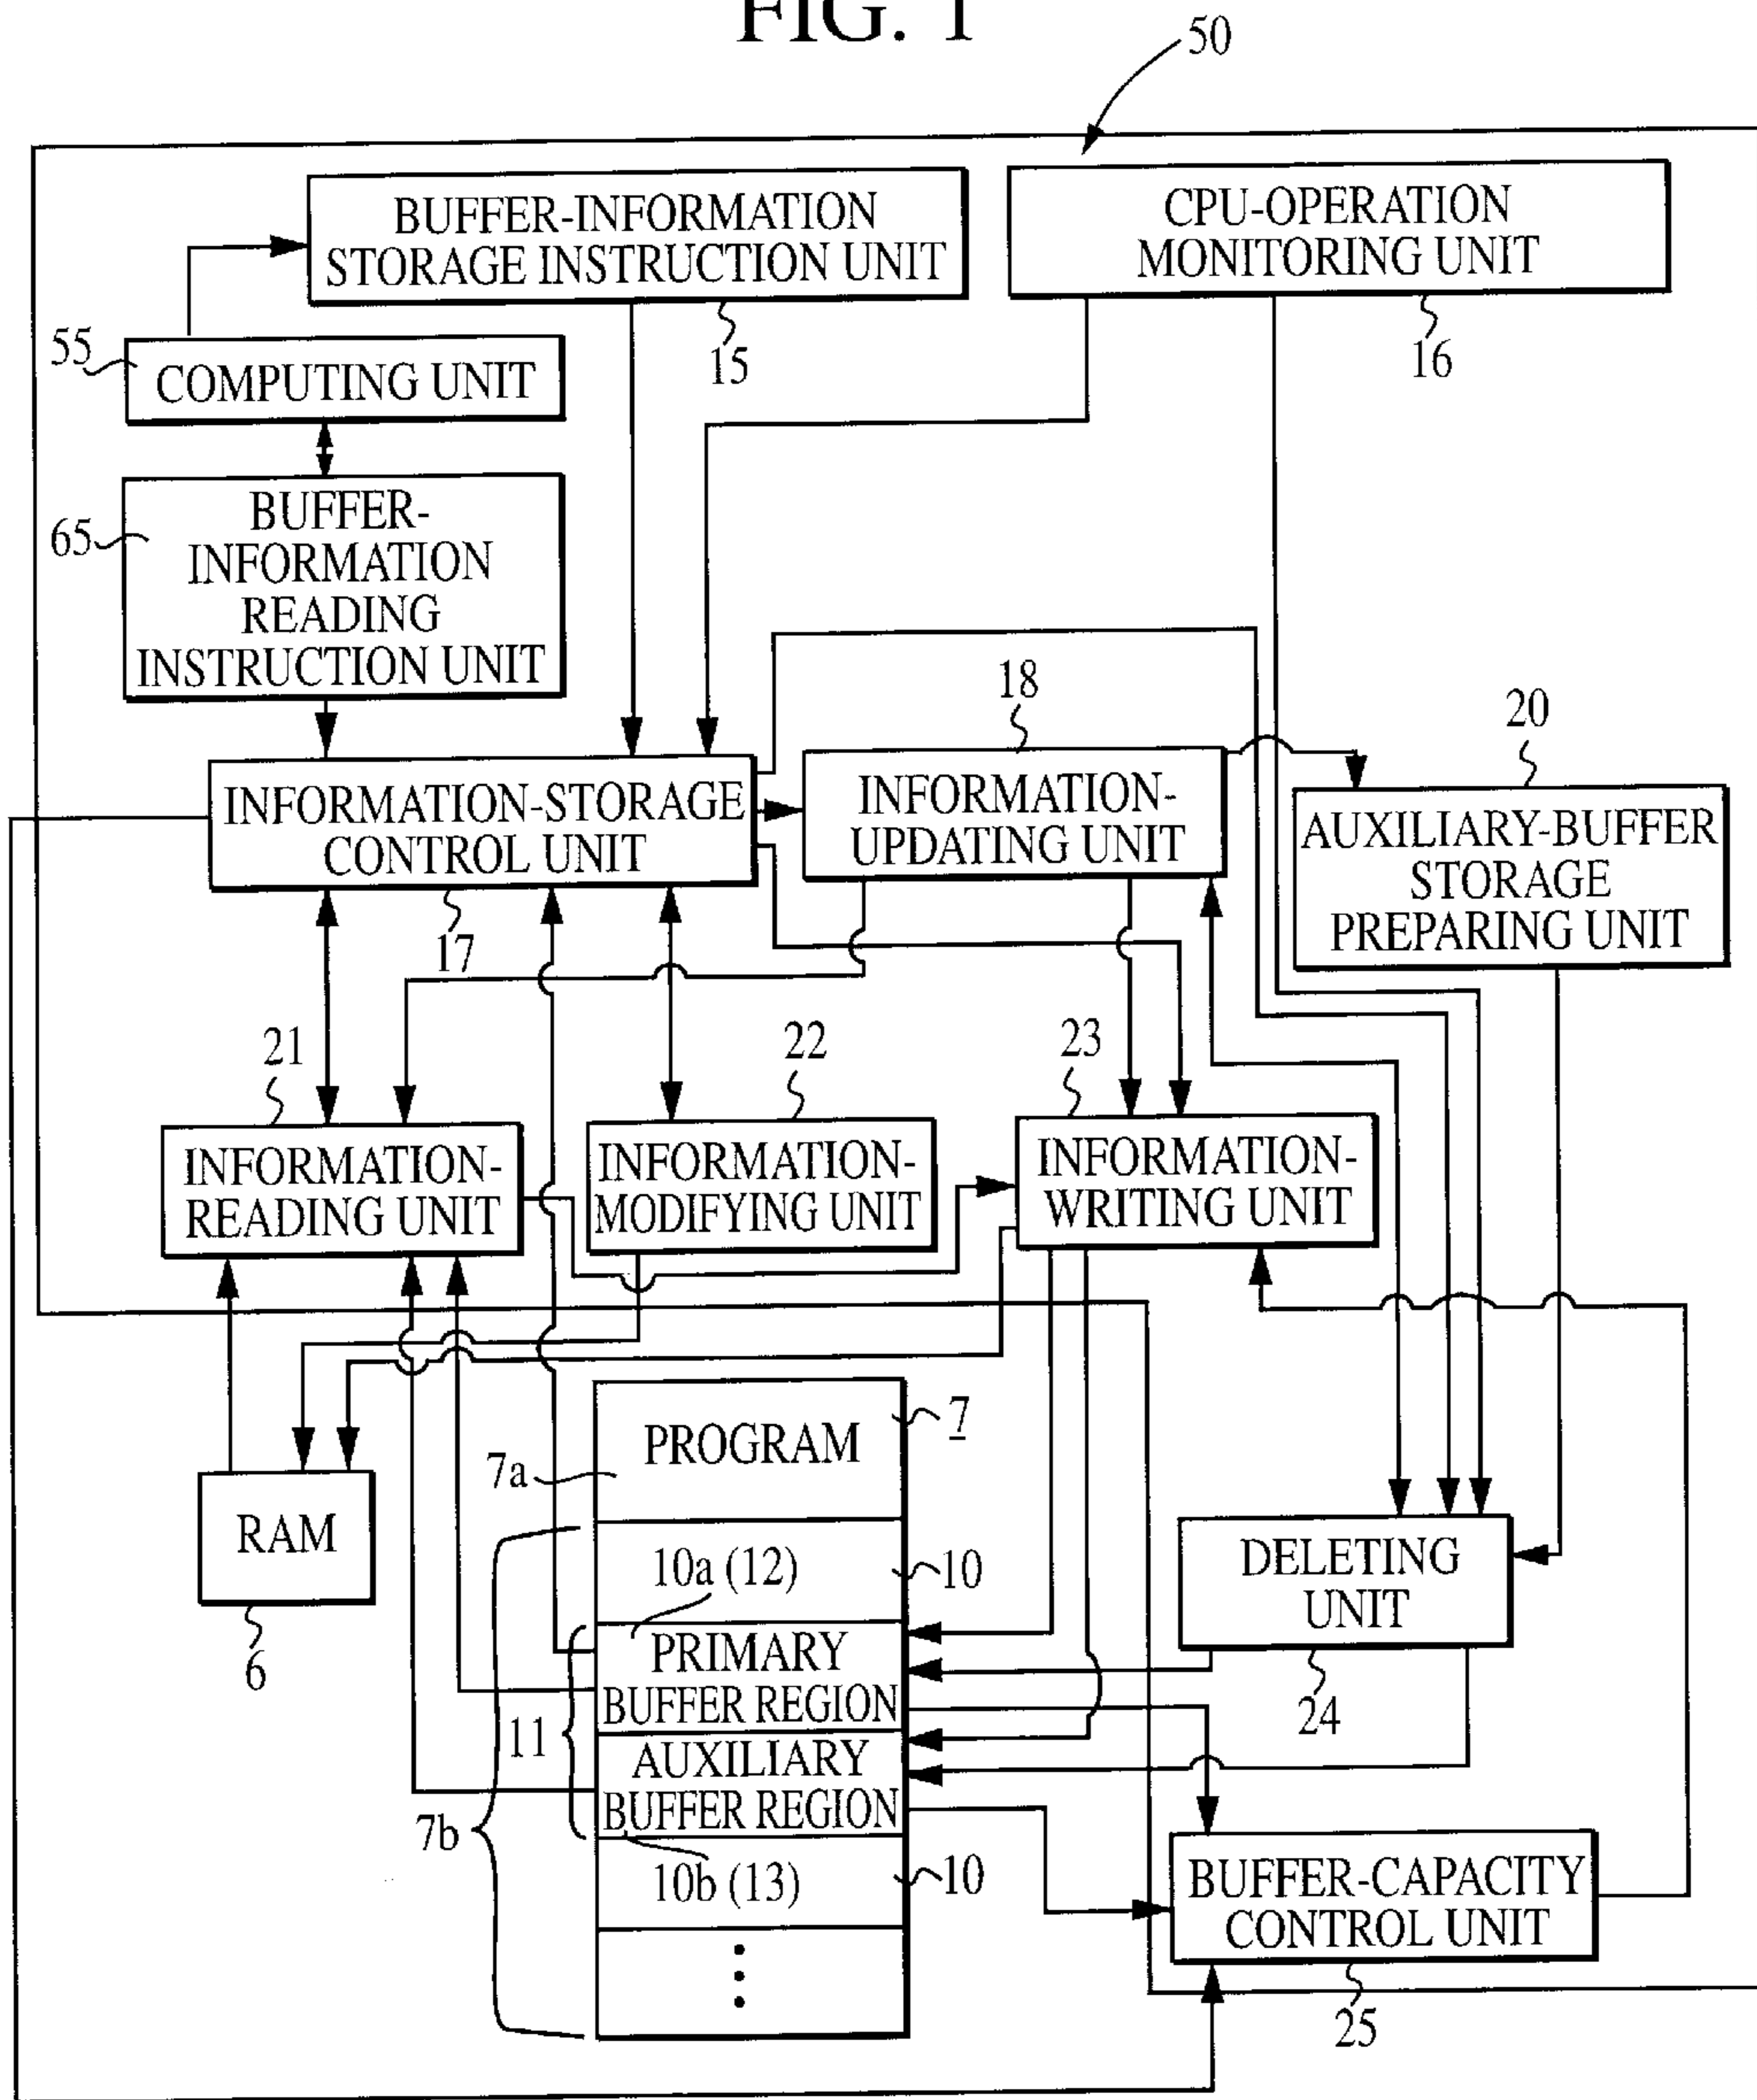 FIG. 1
50
BUFFER-INFORMATION
STORAGE INSTRUCTION UNIT
15
CPU-OPERATION
MONITORING UNIT
16
55
COMPUTING UNIT
65
BUFFER-
INFORMATION
READING
INSTRUCTION UNIT
INFORMATION-STORAGE
CONTROL UNIT
17
18
INFORMATION-
UPDATING UNIT
20
AUXILIARY-BUFFER
STORAGE
PREPARING UNIT
21
INFORMATION-
READING UNIT
22
INFORMATION-
MODIFYING UNIT
23
INFORMATION-
WRITING UNIT
RAM
6
7
PROGRAM
7a
10a (12)
10
PRIMARY
BUFFER REGION
11
AUXILIARY
BUFFER REGION
7b
10b (13)
10
DELETING
UNIT
24
BUFFER-CAPACITY
CONTROL UNIT
25